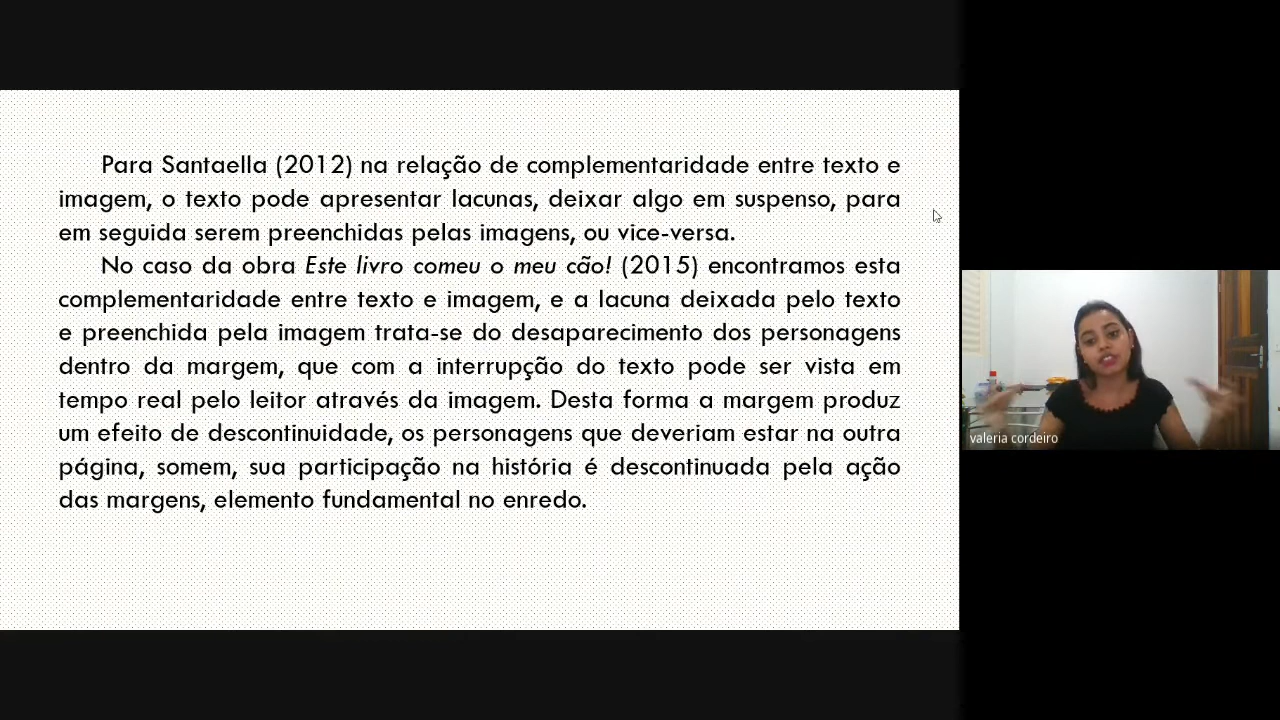 Para Santaella (2012) na relação de complementaridade entre texto e
imagem, o texto pode apresentar lacunas, deixar algo em suspenso, para
em seguida serem preenchidas pelas imagens, ou vice-versa.
No caso da obra Este livro comeu o meu cão! (2015) encontramos esta
complementaridade entre texto e imagem, e a lacuna deixada pelo texto
e preenchida pela imagem trata-se do desaparecimento dos personagens
dentro da margem, que com a interrupção do texto pode ser vista em
tempo real pelo leitor através da imagem. Desta forma a margem produz
um efeito de descontinuidade, os personagens que deveriam estar na outra
página, somem, sua participação na história é descontinuada pela ação
das margens, elemento fundamental no enredo.
valeria cordeiro